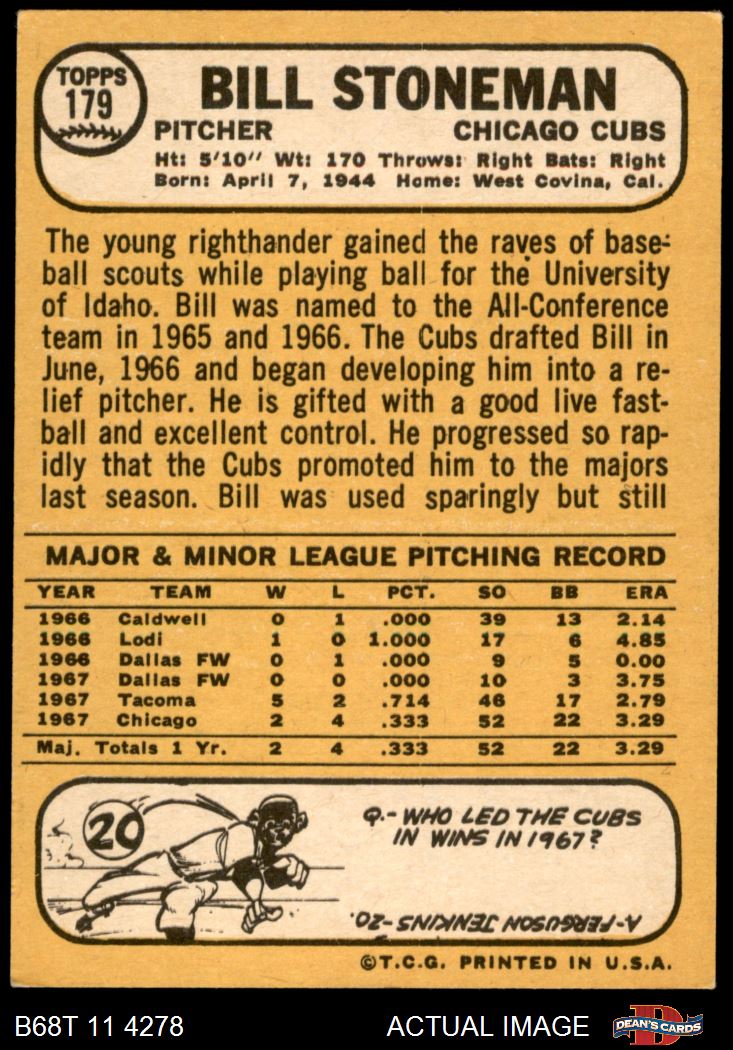 TOPPS
179
BILL STONEMAN
PITCHER CHICAGO CUBS
Ht: 5'10" Wt: 170 Throws: Right Bats: Right
Born: April 7, 1944 Home: West Covina, Cal.
The young righthander gained the raves of base-
ball scouts while playing ball for the University
of Idaho. Bill was named to the All-Conference
team in 1965 and 1966. The Cubs drafted Bill in
June, 1966 and began developing him into a re-
lief pitcher. He is gifted with a good live fast-
ball and excellent control. He progressed so rap-
idly that the Cubs promoted him to the majors
last season. Bill was used sparingly but still
MAJOR & MINOR LEAGUE PITCHING RECORD
YEAR TEAM W L PCT. SO BB ERA
1966 Caldwell 0 1 .000 39 13 2.14
1966 Lodi 1 0 1.000 17 6 4.85
1966 Dallas FW 0 1 .000 9 5 0.00
1967 Dallas FW 0 0 .000 10 3 3.75
1967 Tacoma 5 2 .714 46 17 2.79
1967 Chicago 2 4 .333 52 22 3.29
Maj. Totals 1 Yr. 2 4 .333 52 22 3.29
20
Q.-WHO LED THE CUBS
IN WINS IN 1967?
A-FERGUSON JENKINS-20.
©T.C.G. PRINTED IN U.S.A.
B68T 11 4278 ACTUAL IMAGE
D
DEAN'S CARDS